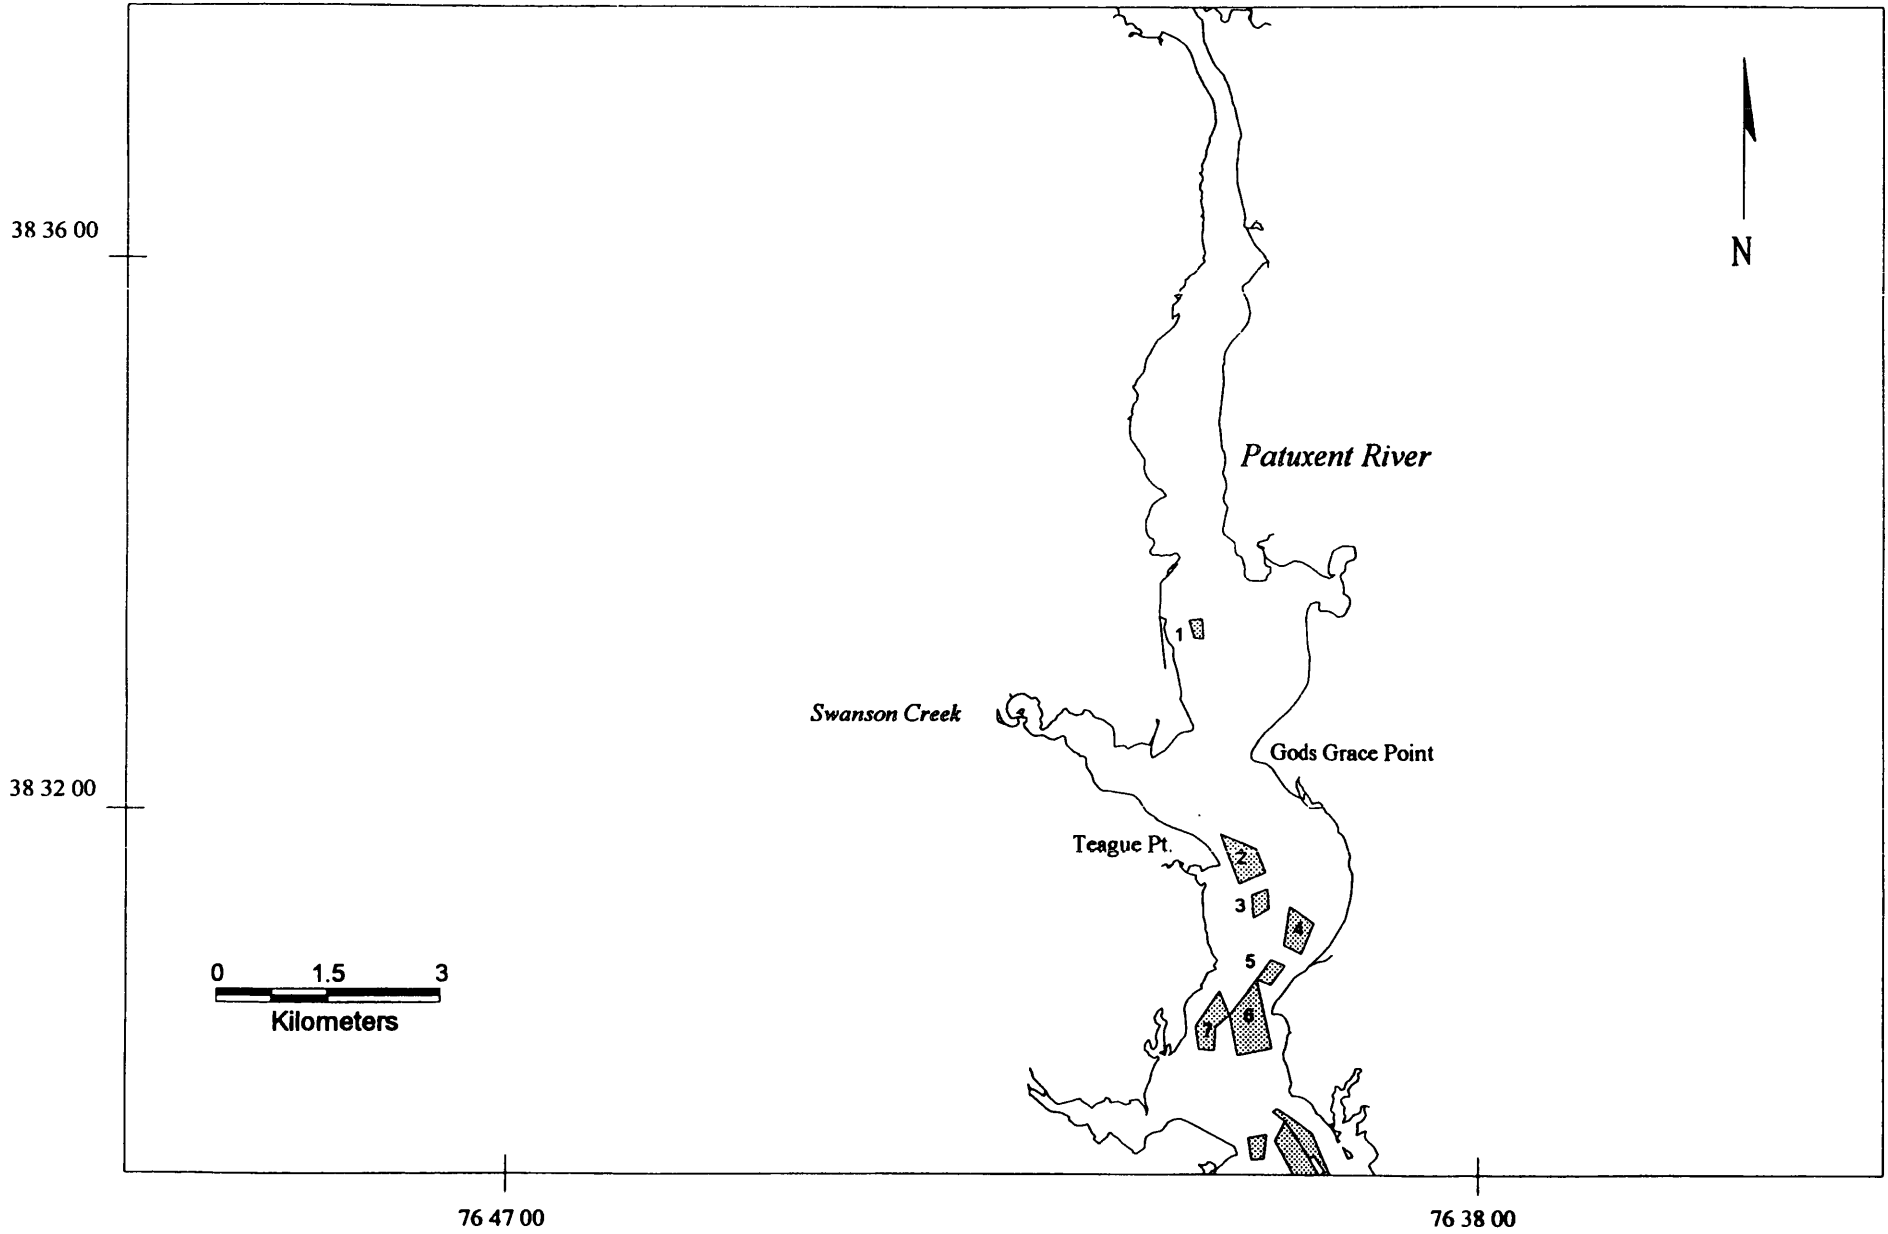 38 36 00
N
Patuxent River
1
Swanson Creek
Gods Grace Point
38 32 00
Teague Pt.
2
3
4
5
0 1.5 3
Kilometers
6
7
76 47 00
76 38 00